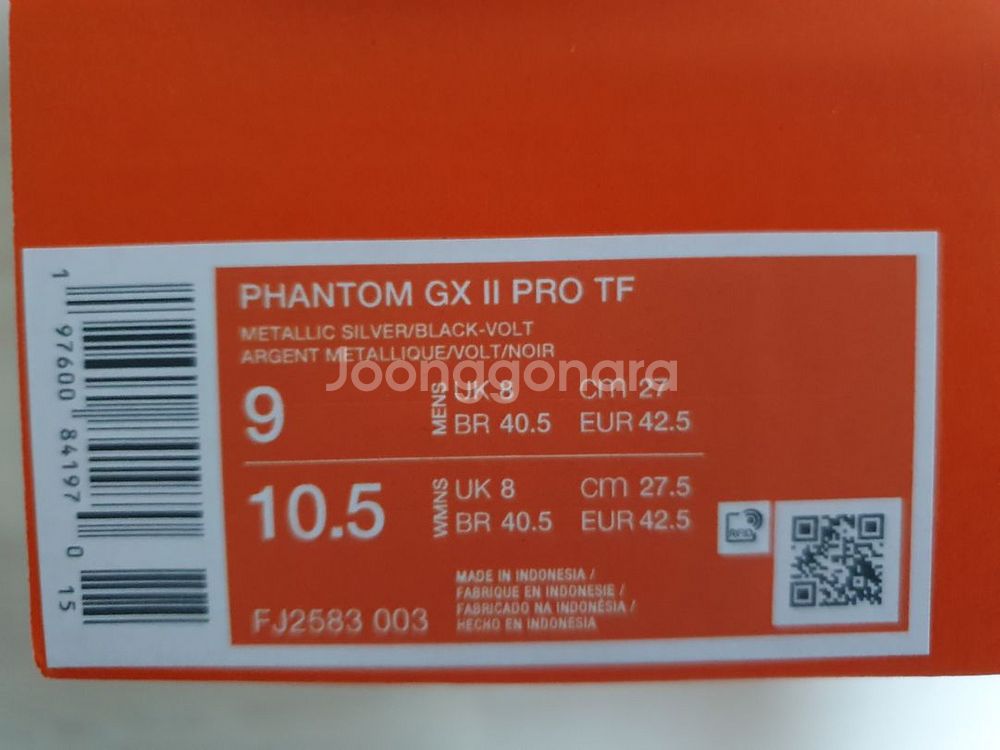 PHANTOM GX II PRO TF
METALLIC SILVER/BLACK-VOLT
ARGENT METALLIQUE/VOLT/NOIR
Joonggonara
9 MENS UK 8 CM 27
BR 40.5 EUR 42.5
10.5 WMNS UK 8 CM 27.5
BR 40.5 EUR 42.5
RFID
MADE IN INDONESIA /
FABRIQUE EN INDONESIE /
FABRICADO NA INDONÉSIA /
HECHO EN INDONESIA
FJ2583 003
1 97600 84197 0 15